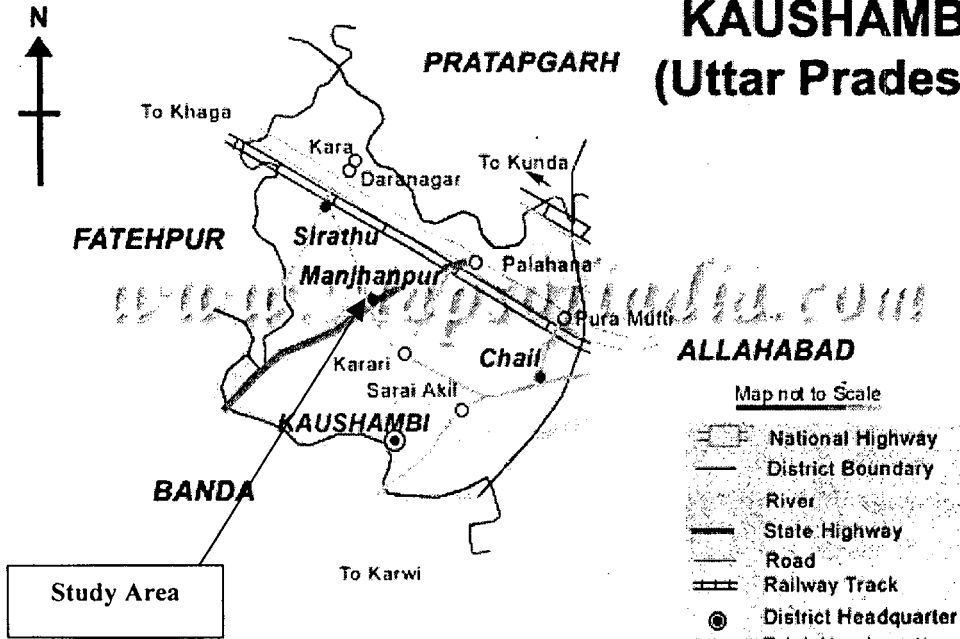 N
KAUSHAMB
(Uttar Prades
PRATAPGARH
To Khaga
Kara
To Kunda
Daranagar
FATEHPUR
Sirathu
Manjhanpur
Palahana
Pura Mufti
Karari
Chail
ALLAHABAD
Sarai Akil
Map not to Scale
KAUSHAMBI
National Highway
District Boundary
BANDA
River
State Highway
Road
To Karwi
Railway Track
Study Area
District Headquarter